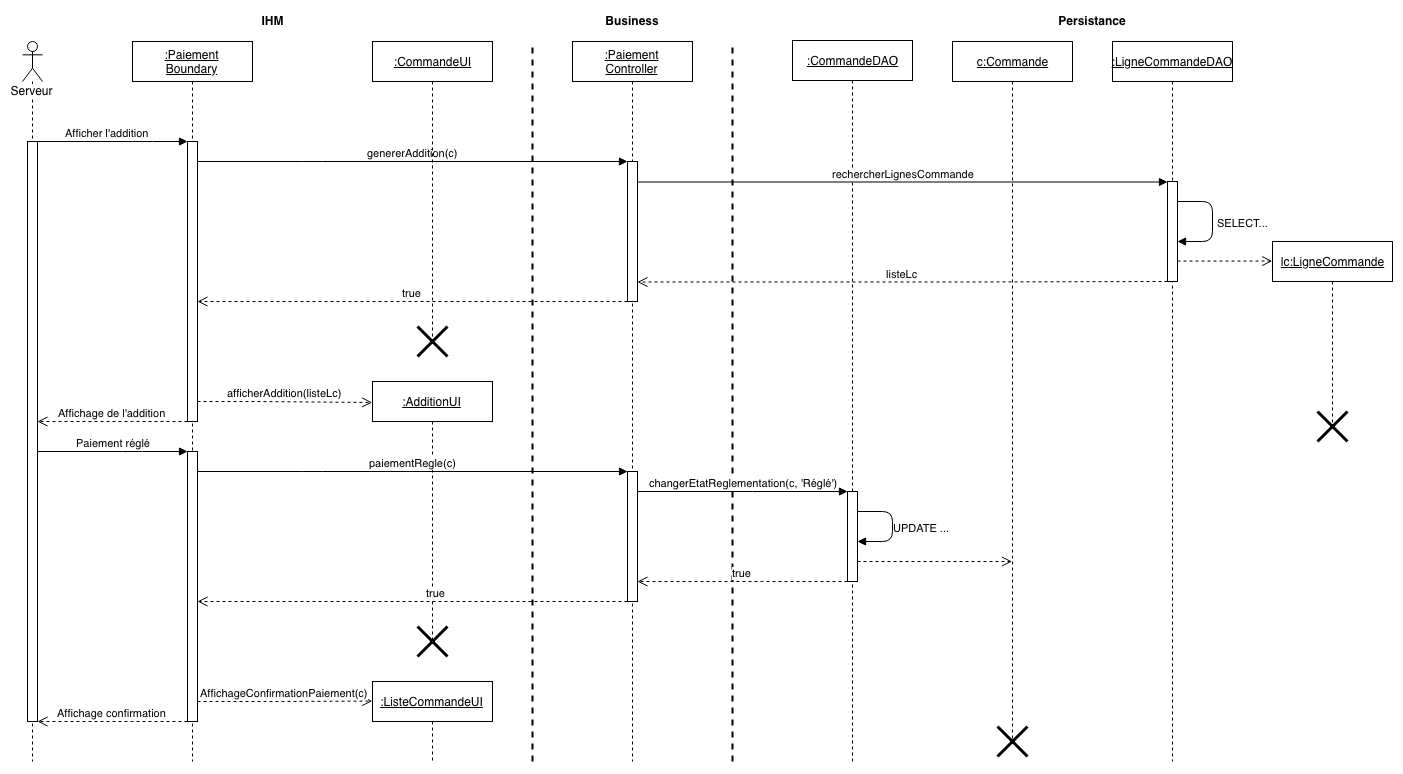 IHM
Business
Persistance
Serveur
:Paiement
Boundary
:CommandeUI
:Paiement
Controller
:CommandeDAO
c:Commande
:LigneCommandeDAO
Afficher l'addition
genererAddition(c)
rechercherLignesCommande
SELECT...
lc:LigneCommande
listeLc
true
afficherAddition(listeLc)
:AdditionUI
Affichage de l'addition
Paiement réglé
paiementRegle(c)
changerEtatReglementation(c, 'Réglé')
UPDATE ...
true
true
AffichageConfirmationPaiement(c)
:ListeCommandeUI
Affichage confirmation